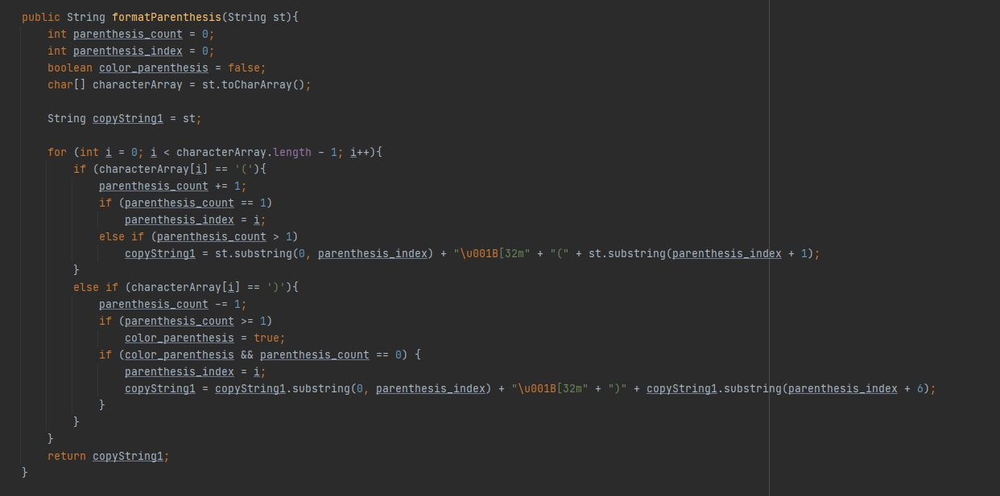 public String formatParenthesis(String st){
    int parenthesis_count = 0;
    int parenthesis_index = 0;
    boolean color_parenthesis = false;
    char[] characterArray = st.toCharArray();

    String copyString1 = st;

    for (int i = 0; i < characterArray.length - 1; i++){
        if (characterArray[i] == '('){
            parenthesis_count += 1;
            if (parenthesis_count == 1)
                parenthesis_index = i;
            else if (parenthesis_count > 1)
                copyString1 = st.substring(0, parenthesis_index) + "\u001B[32m" + "(" + st.substring(parenthesis_index + 1);
        }
        else if (characterArray[i] == ')'){
            parenthesis_count -= 1;
            if (parenthesis_count >= 1)
                color_parenthesis = true;
            if (color_parenthesis && parenthesis_count == 0) {
                parenthesis_index = i;
                copyString1 = copyString1.substring(0, parenthesis_index) + "\u001B[32m" + ")" + copyString1.substring(parenthesis_index + 6);
            }
        }
    }
    return copyString1;
}